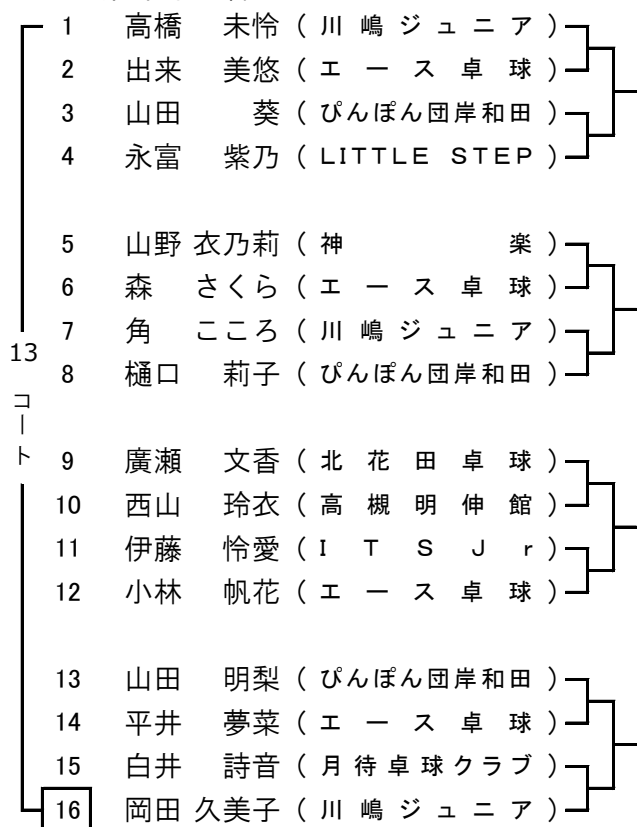 1 高橋 未怜 ( 川嶋ジュニア )
2 出来 美悠 ( エース卓球 )
3 山田 葵 ( ぴんぽん団岸和田 )
4 永富 紫乃 ( LITTLE STEP )
5 山野 衣乃莉 ( 神楽 )
6 森 さくら ( エース卓球 )
7 角 こころ ( 川嶋ジュニア )
13コート
8 樋口 莉子 ( ぴんぽん団岸和田 )
9 廣瀬 文香 ( 北花田卓球 )
10 西山 玲衣 ( 高槻明伸館 )
11 伊藤 怜愛 ( ITSJr )
12 小林 帆花 ( エース卓球 )
13 山田 明梨 ( ぴんぽん団岸和田 )
14 平井 夢菜 ( エース卓球 )
15 白井 詩音 ( 月待卓球クラブ )
16 岡田 久美子 ( 川嶋ジュニア )